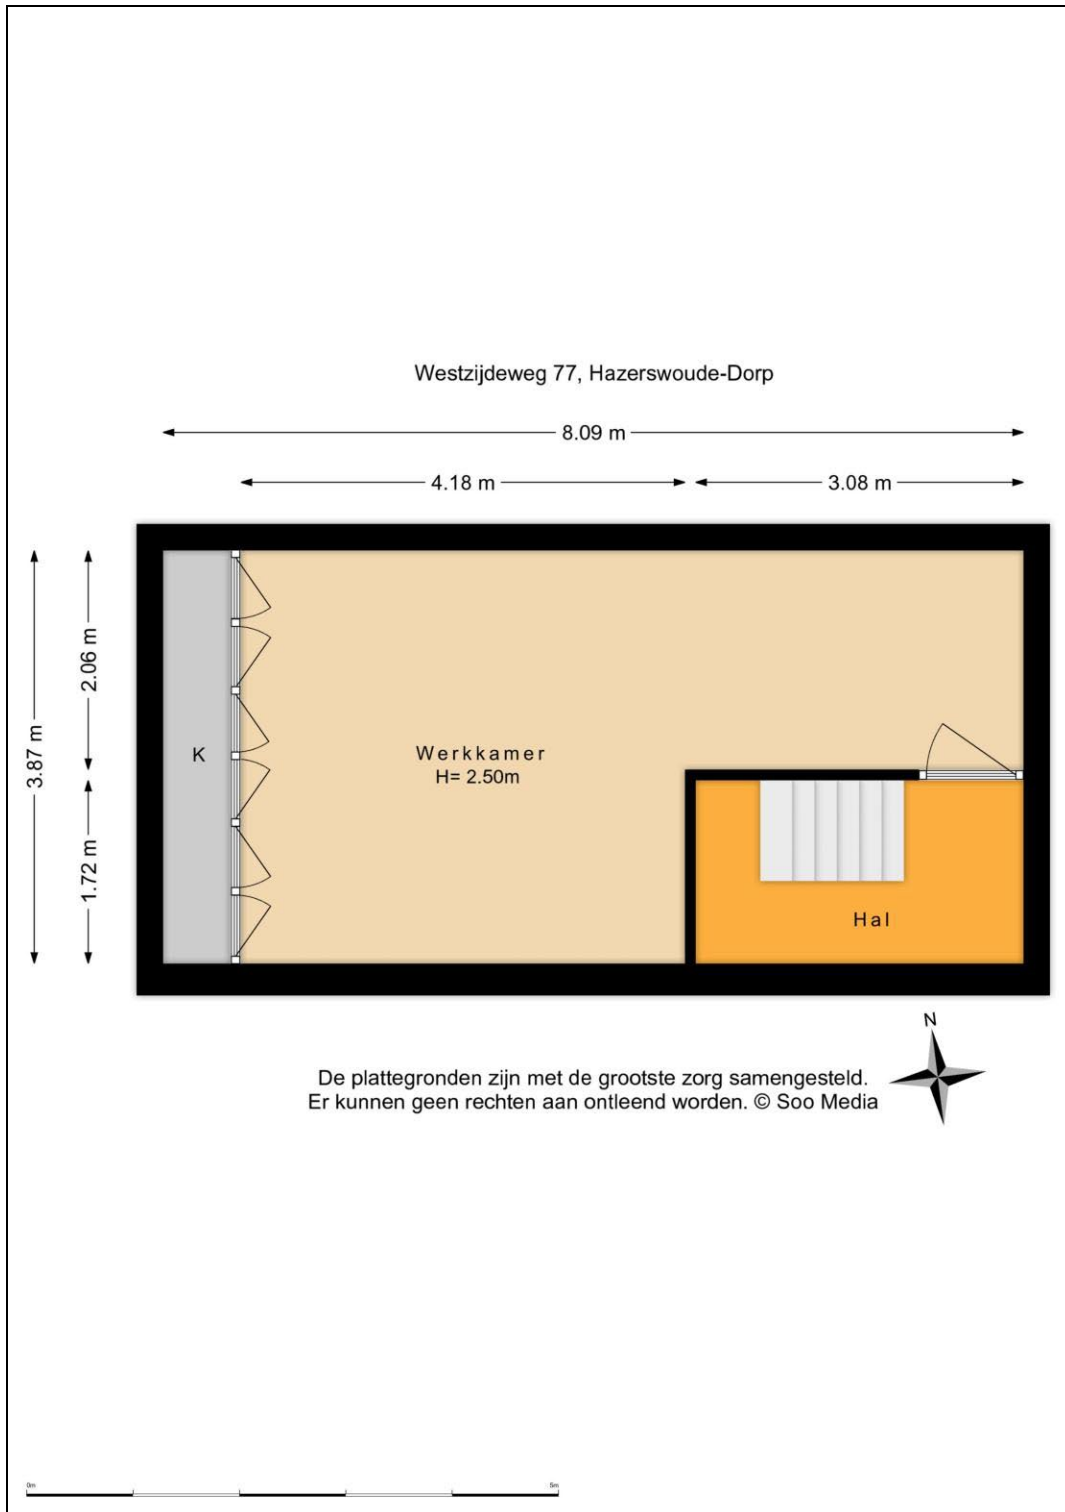 Westzijdeweg 77, Hazerswoude-Dorp
8.09 m
4.18 m
3.08 m
3.87 m
2.06 m
1.72 m
K
Werkkamer
H= 2.50m
Hal
N
De plattegronden zijn met de grootste zorg samengesteld.
Er kunnen geen rechten aan ontleend worden. © Soo Media
0m
5m